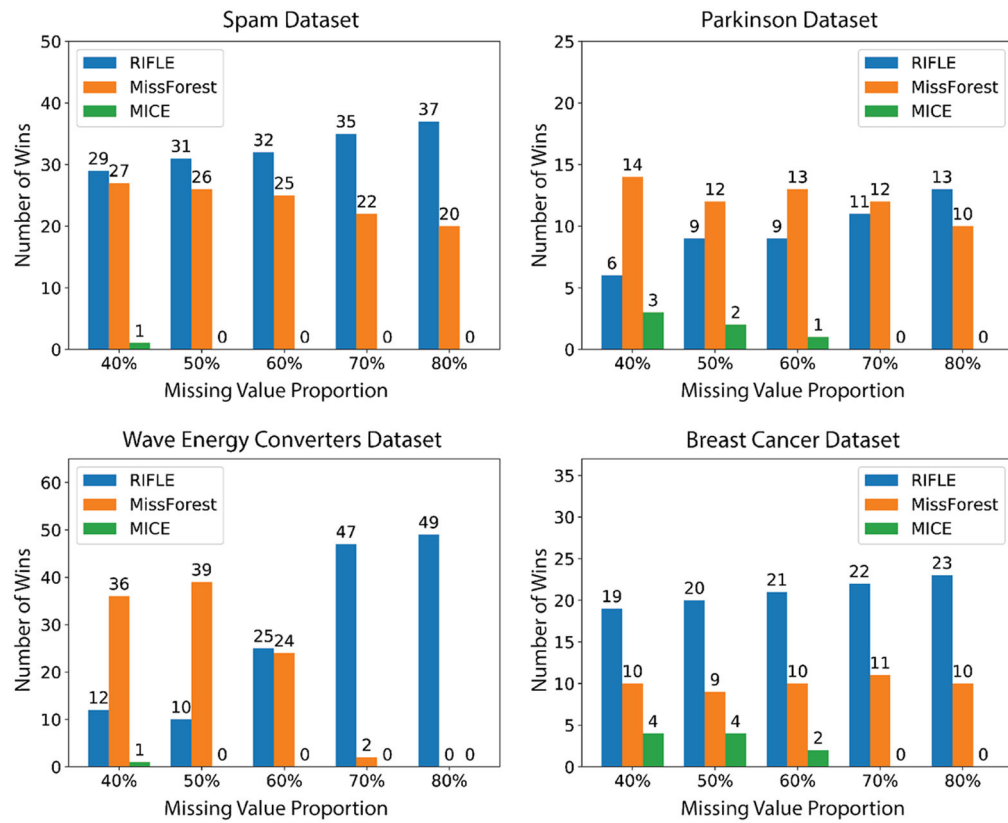 Spam Dataset
50
40
30
20
10
0
Number of Wins
RIFLE
MissForest
MICE
29 27 1
31 26 0
32 25 0
35 22 0
37 20 0
40% 50% 60% 70% 80%
Missing Value Proportion
Parkinson Dataset
25
20
15
10
5
0
Number of Wins
RIFLE
MissForest
MICE
6 14 3
9 12 2
9 13 1
11 12 0
13 10 0
40% 50% 60% 70% 80%
Missing Value Proportion
Wave Energy Converters Dataset
60
50
40
30
20
10
0
Number of Wins
RIFLE
MissForest
MICE
12 36 1
10 39 0
25 24 0
47 2 0
49 0 0
40% 50% 60% 70% 80%
Missing Value Proportion
Breast Cancer Dataset
35
30
25
20
15
10
5
0
Number of Wins
RIFLE
MissForest
MICE
19 10 4
20 9 4
21 10 2
22 11 0
23 10 0
40% 50% 60% 70% 80%
Missing Value Proportion